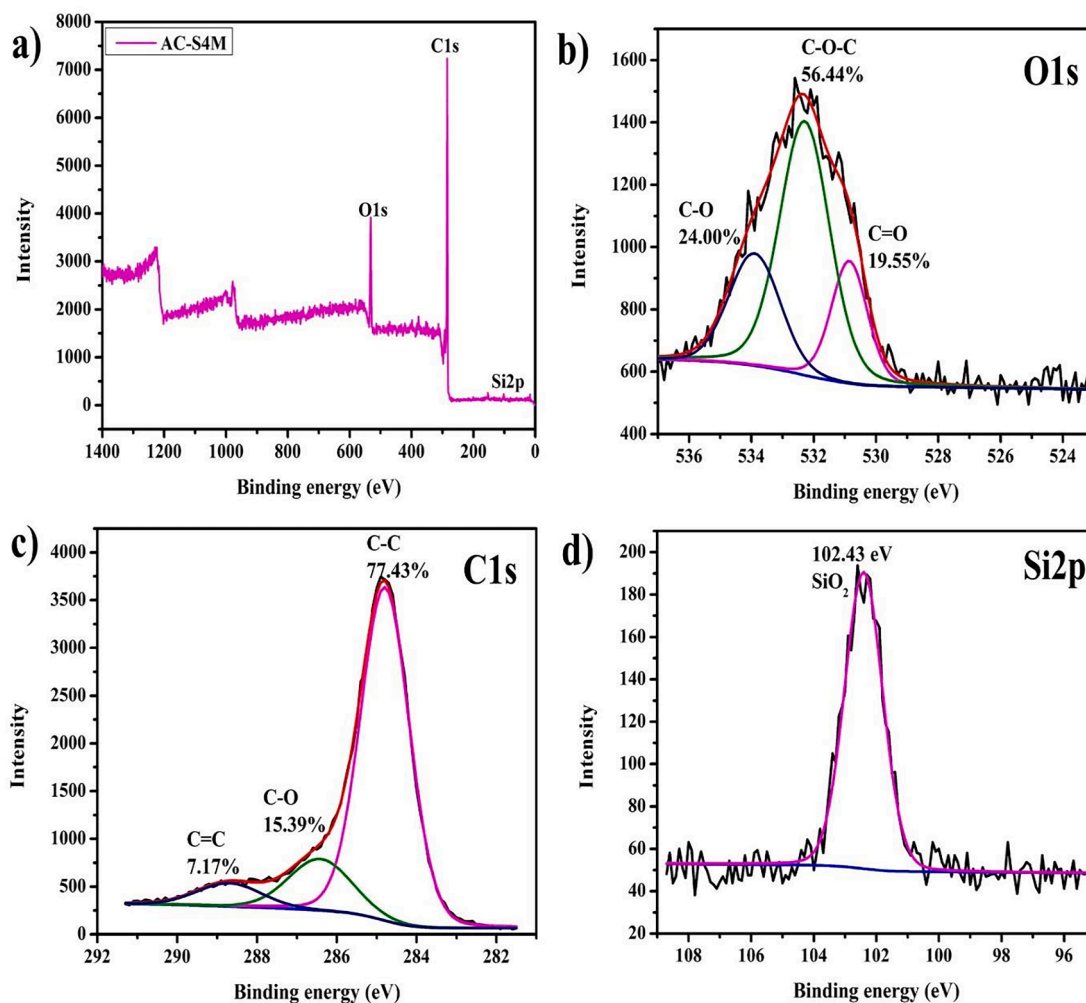 a)
AC-S4M
C1s
O1s
Si2p
8000
7000
6000
5000
4000
3000
2000
1000
0
Intensity
1400 1200 1000 800 600 400 200 0
Binding energy (eV)
b)
O1s
C-O-C
56.44%
C-O
24.00%
C=O
19.55%
1600
1400
1200
1000
800
600
400
Intensity
536 534 532 530 528 526 524
Binding energy (eV)
c)
C1s
C-C
77.43%
C-O
15.39%
C=C
7.17%
4000
3500
3000
2500
2000
1500
1000
500
0
Intensity
292 290 288 286 284 282
Binding energy (eV)
d)
Si2p
102.43 eV
SiO₂
200
180
160
140
120
100
80
60
40
20
Intensity
108 106 104 102 100 98 96
Binding energy (eV)